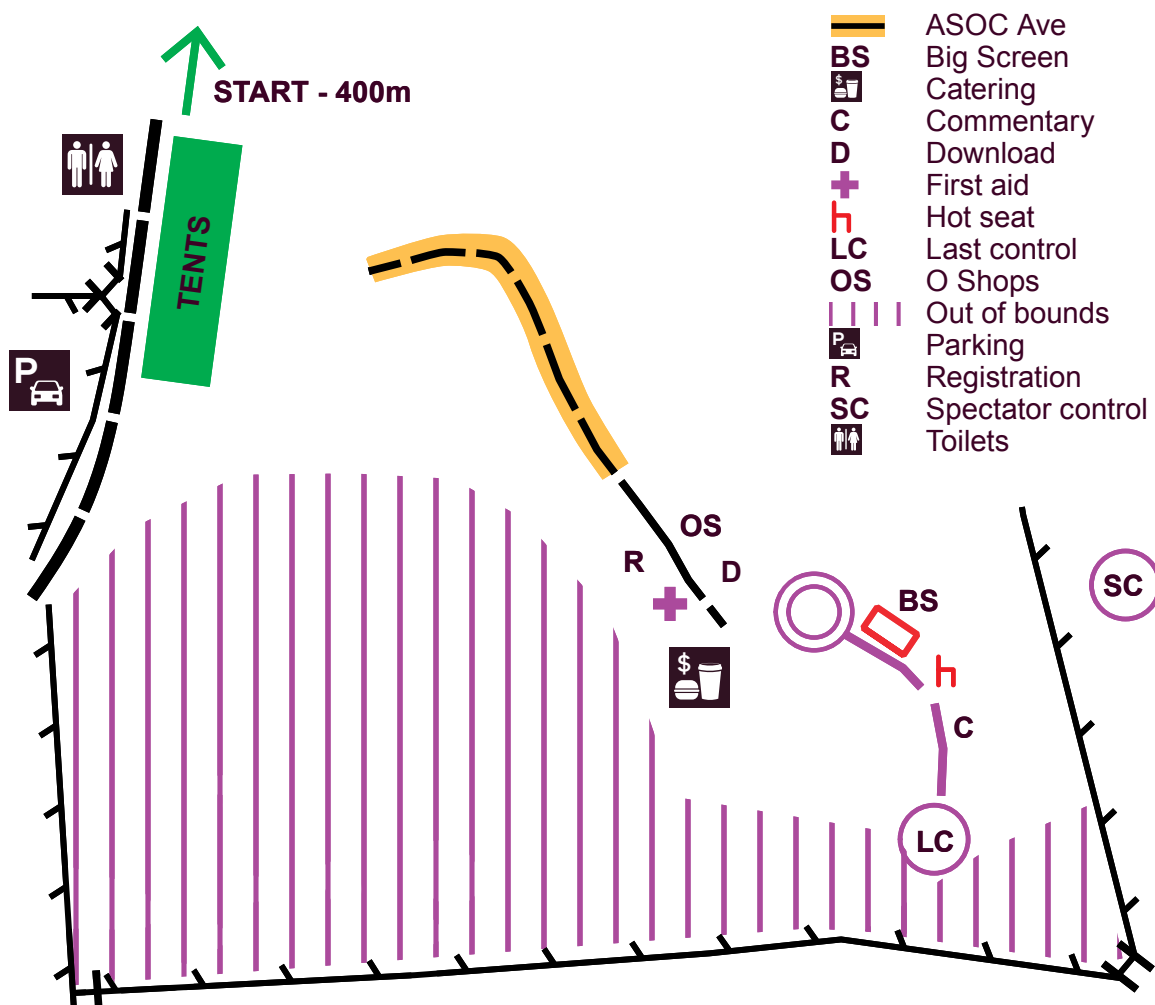 START - 400m
TENTS
P
R
OS
D
$
BS
C
LC
SC
ASOC Ave
BS Big Screen
$ Catering
C Commentary
D Download
First aid
Hot seat
LC Last control
OS O Shops
Out of bounds
P Parking
R Registration
SC Spectator control
Toilets